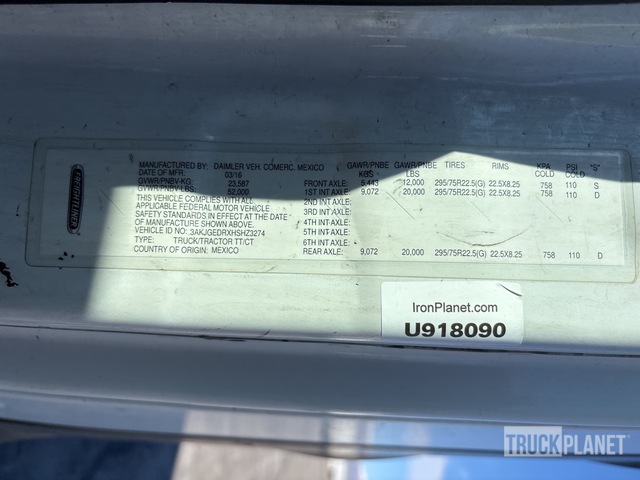 FREIGHTLINER
MANUFACTURED BY: DAIMLER VEH. COMERC. MEXICO
DATE OF MFR: 03/16
GVWR/PNBV-KG: 23,587
GVWR/PNBV-LBS: 52,000
THIS VEHICLE CONFORMS TO ALL
APPLICABLE FEDERAL MOTOR VEHICLE
SAFETY STANDARDS IN EFFECT AT THE DATE
OF MANUFACTURE SHOWN ABOVE.
VEHICLE ID NO.: 3AKJGEDRXHSHZ3274
TYPE: TRUCK/TRACTOR TT/CT
COUNTRY OF ORIGIN: MEXICO
GAWR/PNBE KGS GAWR/PNBE LBS TIRES RIMS KPA COLD PSI COLD "S"
FRONT AXLE: 5,443 12,000 295/75R22.5(G) 22.5X8.25 758 110 S
1ST INT AXLE: 9,072 20,000 295/75R22.5(G) 22.5X8.25 758 110 D
2ND INT AXLE:
3RD INT AXLE:
4TH INT AXLE:
5TH INT AXLE:
6TH INT AXLE:
REAR AXLE: 9,072 20,000 295/75R22.5(G) 22.5X8.25 758 110 D
IronPlanet.com
U918090
TRUCKPLANET